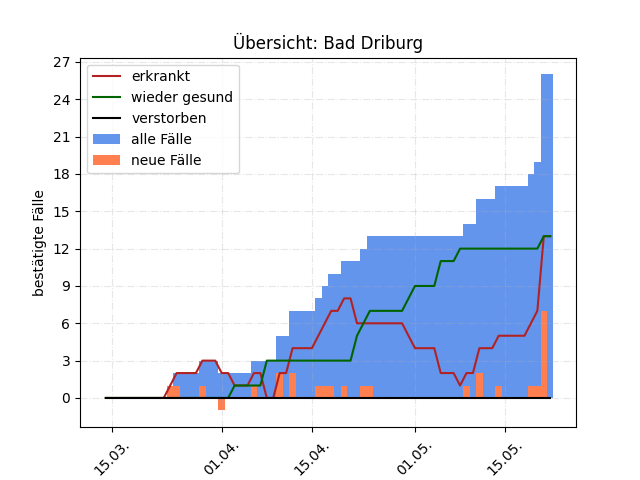 Übersicht: Bad Driburg
bestätigte Fälle
27
24
21
18
15
12
9
6
3
0
erkrankt
wieder gesund
verstorben
alle Fälle
neue Fälle
15.03.
01.04.
15.04.
01.05.
15.05.